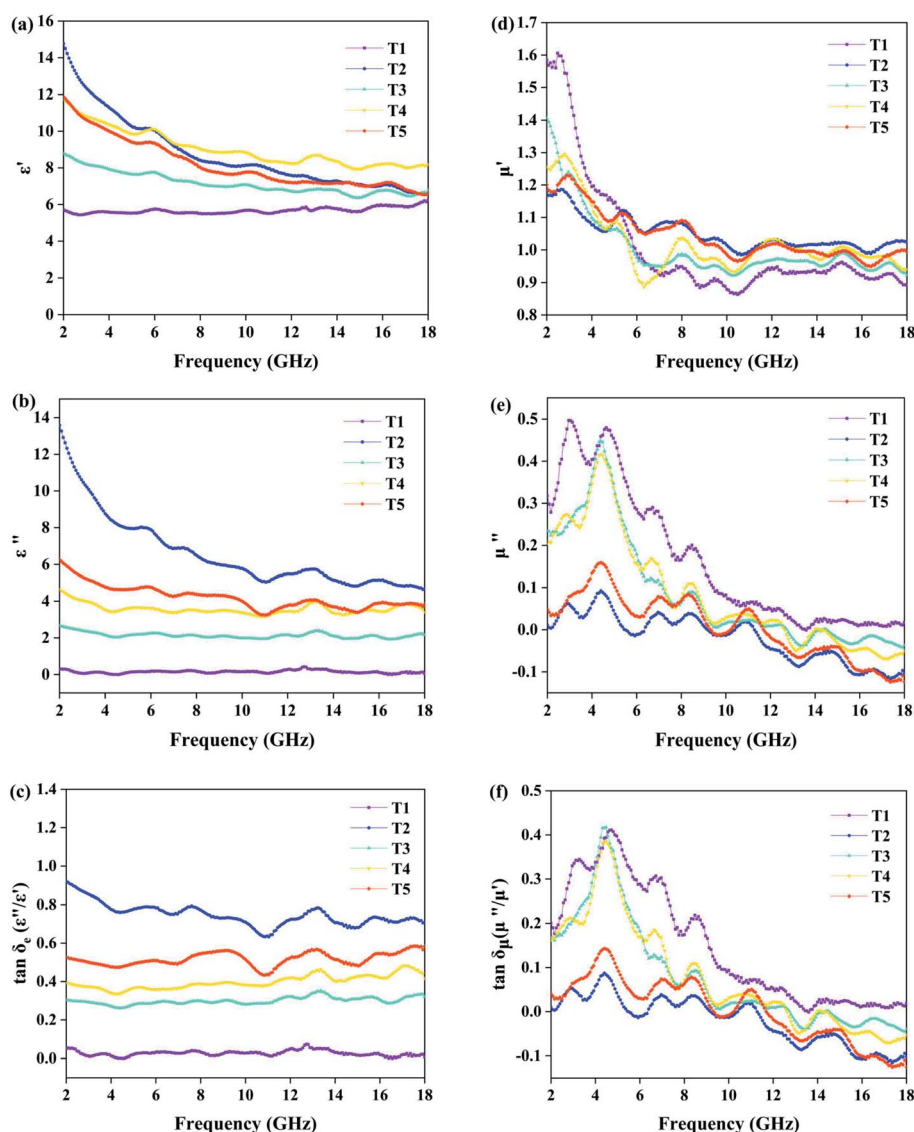 (a)
16
14
12
10
8
6
4
2
0
ε'
T1
T2
T3
T4
T5
2 4 6 8 10 12 14 16 18
Frequency (GHz)
(d)
1.7
1.6
1.5
1.4
1.3
1.2
1.1
1.0
0.9
0.8
μ'
T1
T2
T3
T4
T5
2 4 6 8 10 12 14 16 18
Frequency (GHz)
(b)
14
12
10
8
6
4
2
0
ε"
T1
T2
T3
T4
T5
2 4 6 8 10 12 14 16 18
Frequency (GHz)
(e)
0.5
0.4
0.3
0.2
0.1
0.0
-0.1
μ"
T1
T2
T3
T4
T5
2 4 6 8 10 12 14 16 18
Frequency (GHz)
(c)
1.4
1.2
1.0
0.8
0.6
0.4
0.2
0.0
tan δe (ε"/ε')
T1
T2
T3
T4
T5
2 4 6 8 10 12 14 16 18
Frequency (GHz)
(f)
0.5
0.4
0.3
0.2
0.1
0.0
-0.1
tan δμ(μ"/μ')
T1
T2
T3
T4
T5
2 4 6 8 10 12 14 16 18
Frequency (GHz)